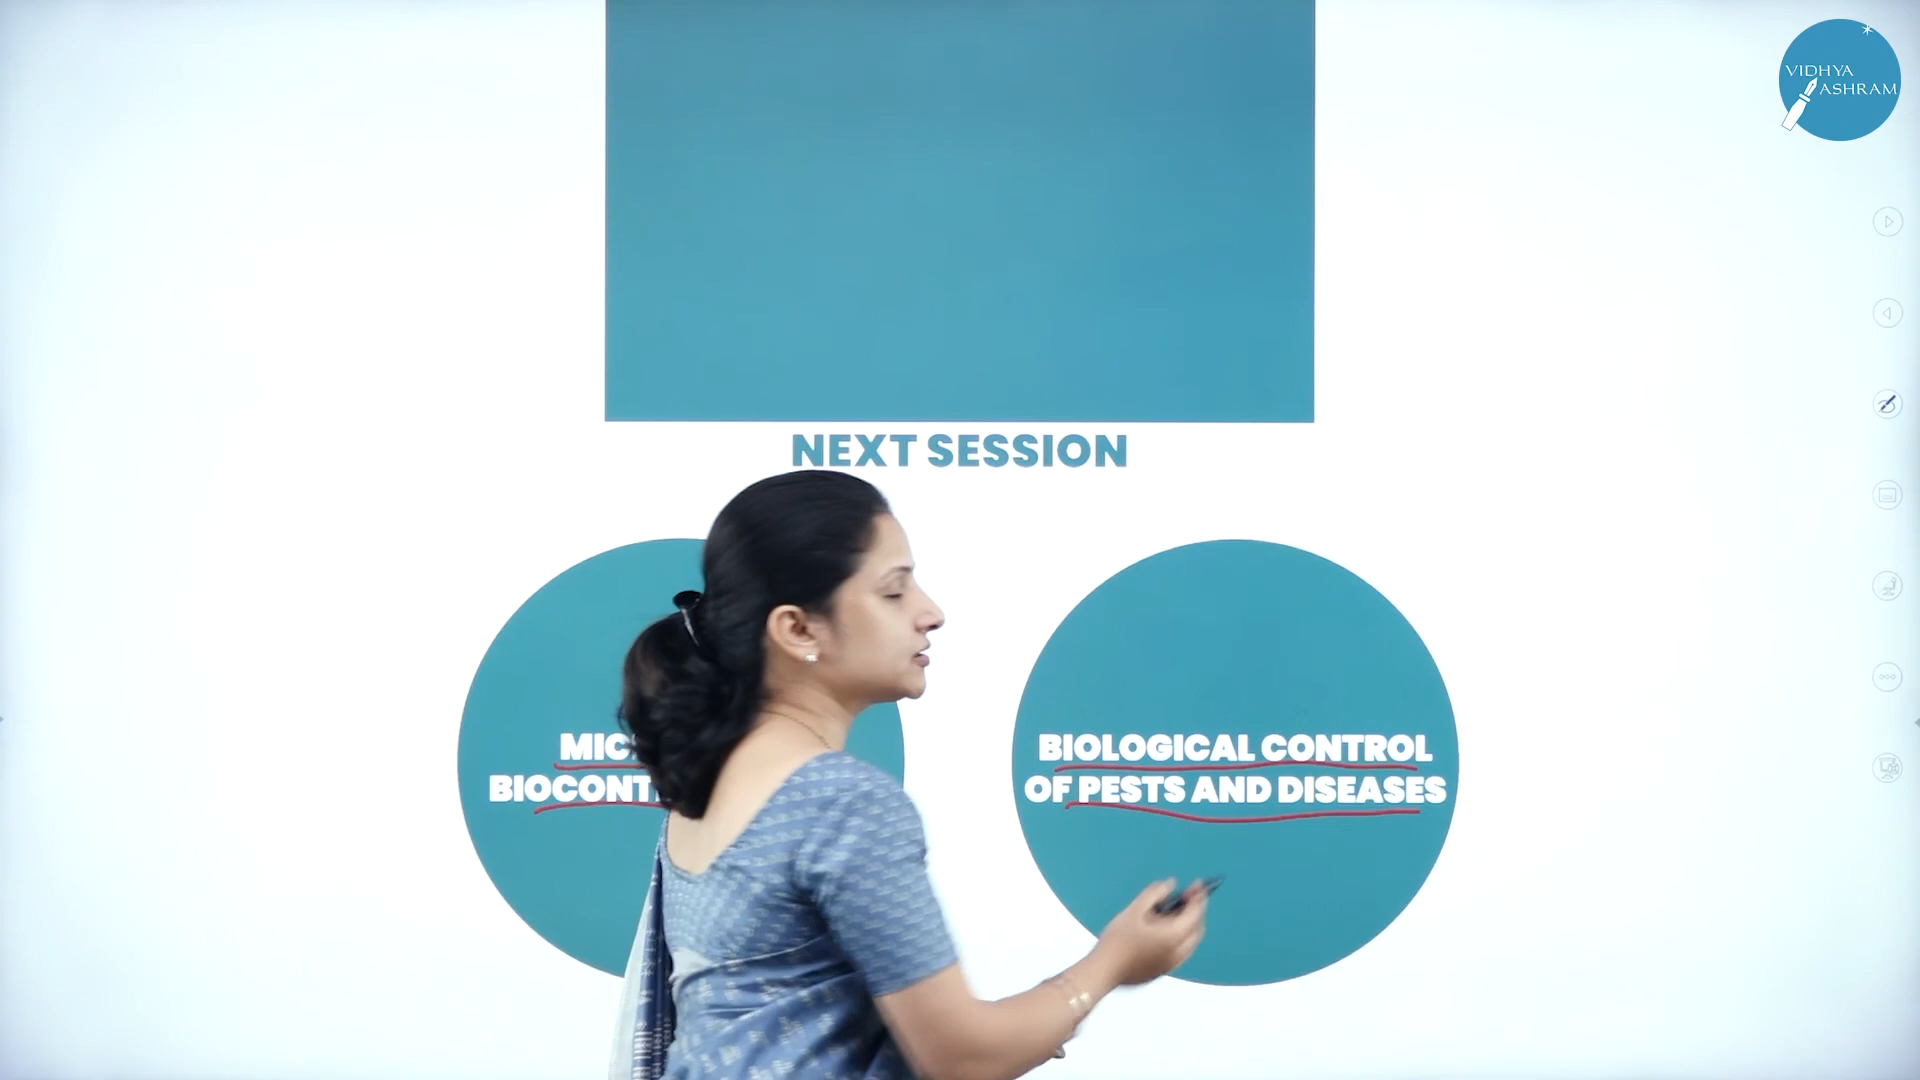 VIDHYA
ASHRAM
NEXT SESSION
BIOLOGICAL CONTROL
OF PESTS AND DISEASES